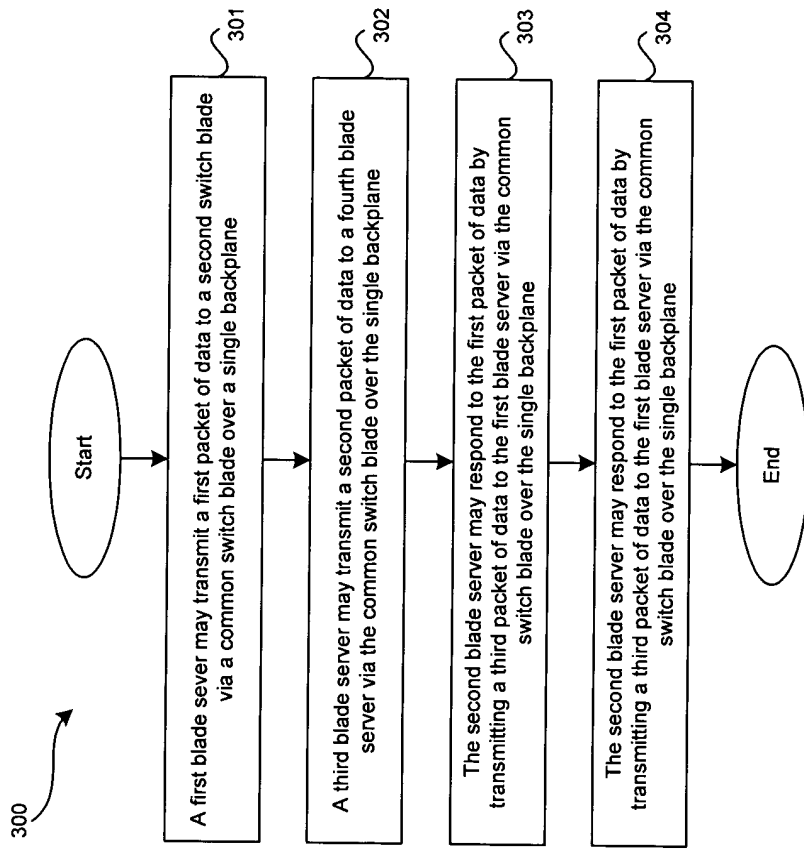 300
Start
A first blade sever may transmit a first packet of data to a second switch blade
via a common switch blade over a single backplane
301
A third blade server may transmit a second packet of data to a fourth blade
server via the common switch blade over the single backplane
302
The second blade server may respond to the first packet of data by
transmitting a third packet of data to the first blade server via the common
switch blade over the single backplane
303
The second blade server may respond to the first packet of data by
transmitting a third packet of data to the first blade server via the common
switch blade over the single backplane
304
End